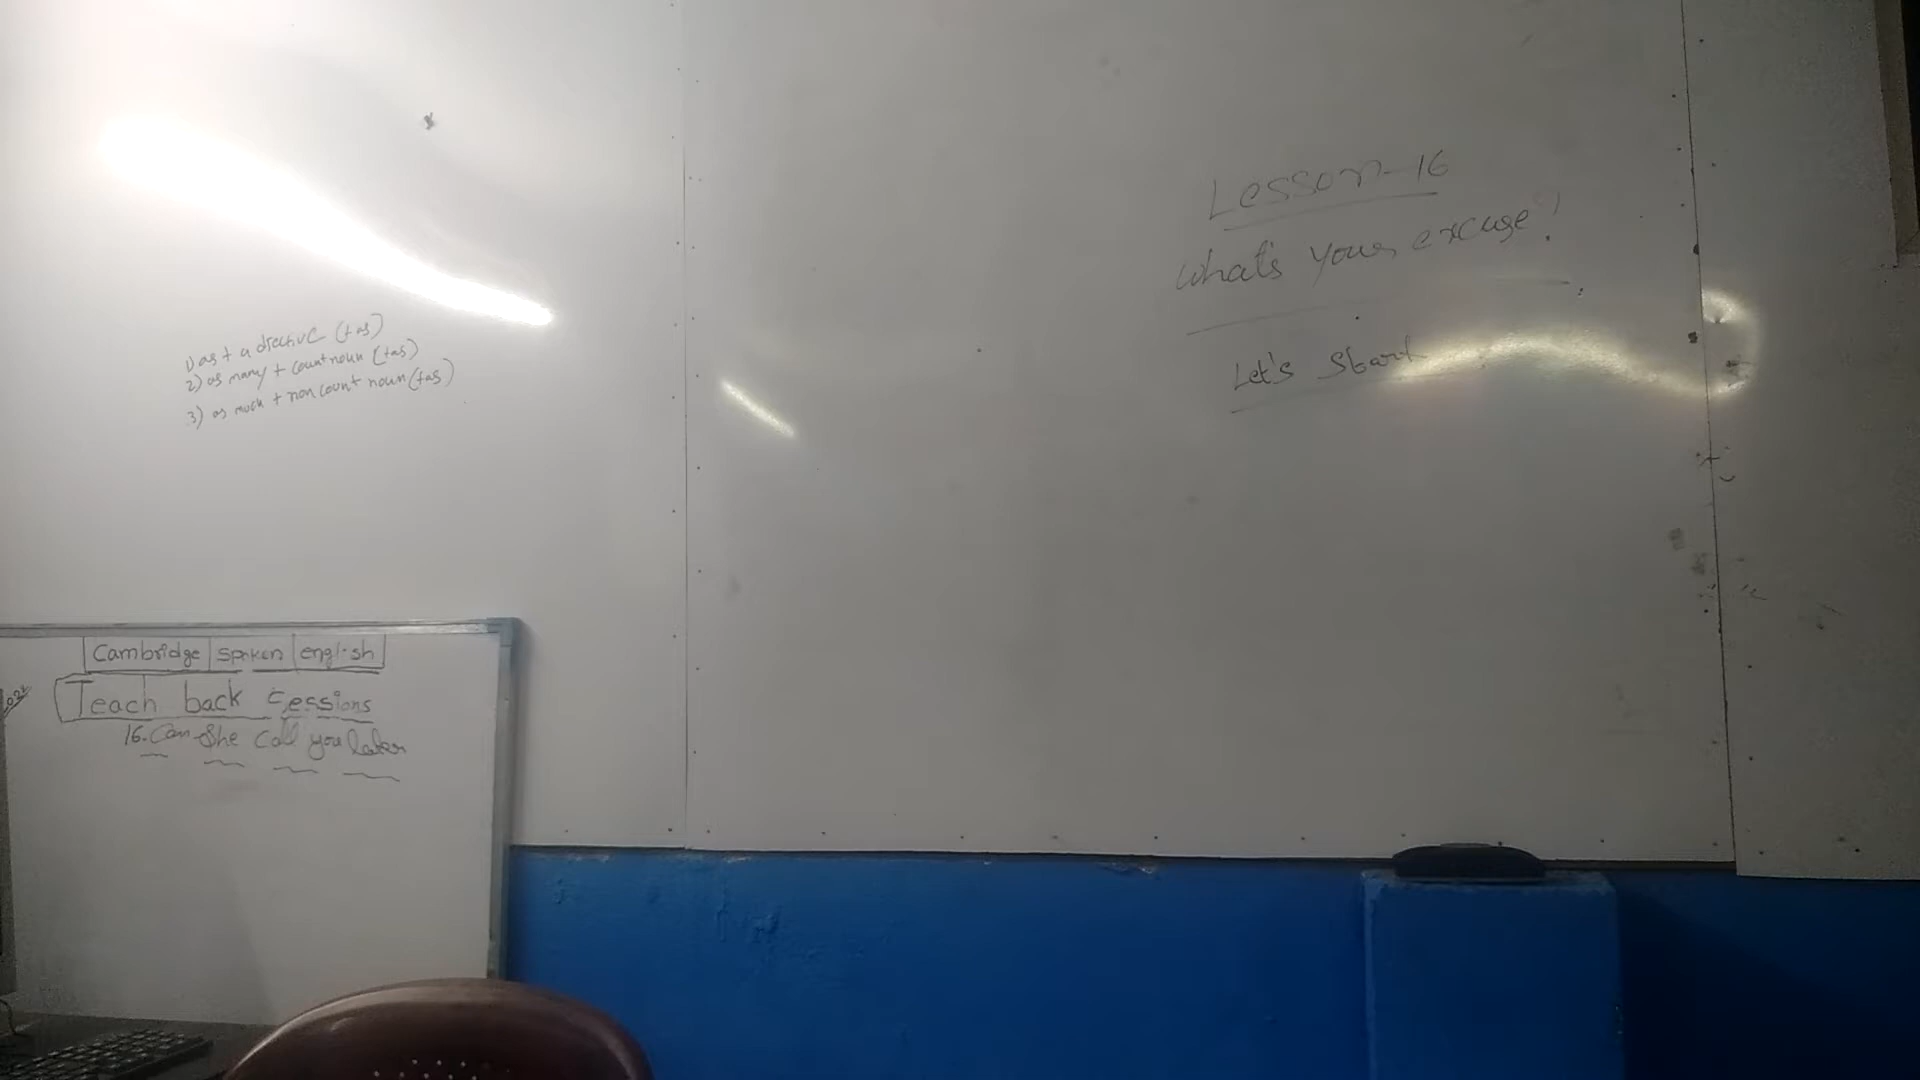 1) as + adjective (+as)
2) as many + count noun (+as)
3) as much + non count noun (+as)
Lesson-16
What's your excuse!
Let's Start
Cambridge spoken english
Teach back sessions
16. Can She Call you later